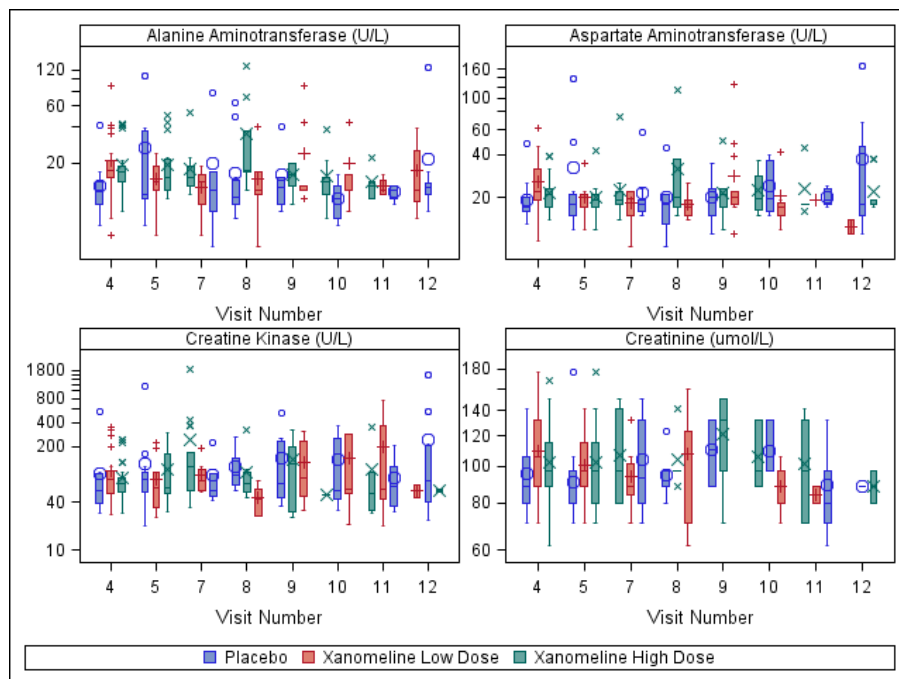 Alanine Aminotransferase (U/L)
120
60
20
4 5 7 8 9 10 11 12
Visit Number
Aspartate Aminotransferase (U/L)
160
100
60
40
20
4 5 7 8 9 10 11 12
Visit Number
Creatine Kinase (U/L)
1800
800
400
200
40
10
4 5 7 8 9 10 11 12
Visit Number
Creatinine (umol/L)
180
140
120
100
80
60
4 5 7 8 9 10 11 12
Visit Number
Placebo Xanomeline Low Dose Xanomeline High Dose